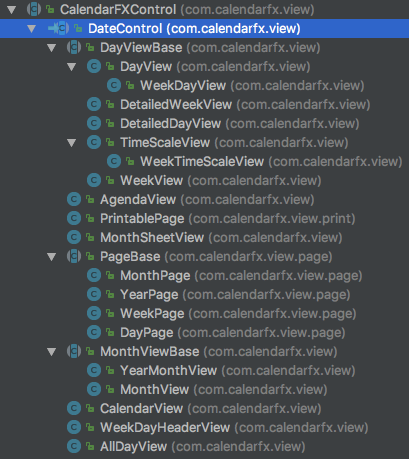 CalendarFXControl (com.calendarfx.view)
DateControl (com.calendarfx.view)
DayViewBase (com.calendarfx.view)
DayView (com.calendarfx.view)
WeekDayView (com.calendarfx.view)
DetailedWeekView (com.calendarfx.view)
DetailedDayView (com.calendarfx.view)
TimeScaleView (com.calendarfx.view)
WeekTimeScaleView (com.calendarfx.view)
WeekView (com.calendarfx.view)
AgendaView (com.calendarfx.view)
PrintablePage (com.calendarfx.view.print)
MonthSheetView (com.calendarfx.view)
PageBase (com.calendarfx.view.page)
MonthPage (com.calendarfx.view.page)
YearPage (com.calendarfx.view.page)
WeekPage (com.calendarfx.view.page)
DayPage (com.calendarfx.view.page)
MonthViewBase (com.calendarfx.view)
YearMonthView (com.calendarfx.view)
MonthView (com.calendarfx.view)
CalendarView (com.calendarfx.view)
WeekDayHeaderView (com.calendarfx.view)
AllDayView (com.calendarfx.view)